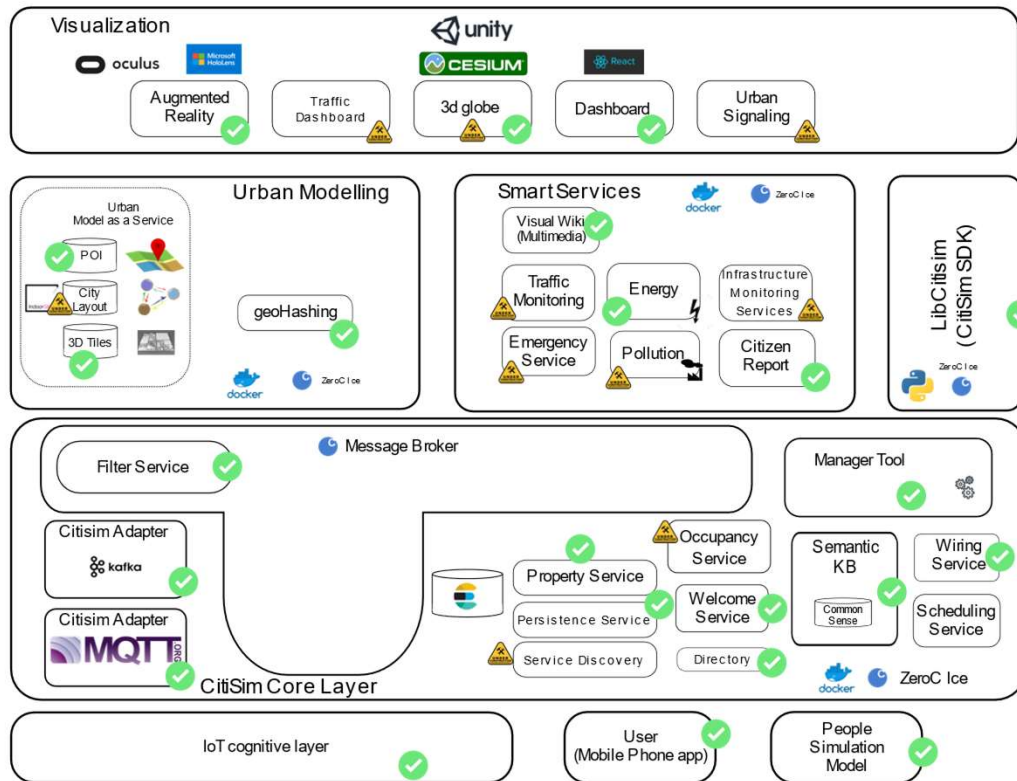 Visualization
oculus
Microsoft
HoloLens
unity
CESIUM
React
Augmented
Reality
Traffic
Dashboard
3d globe
Dashboard
Urban
Signaling
Urban Modelling
Urban
Model as a Service
POI
City
Layout
3D Tiles
geoHashing
docker
ZeroC Ice
SmartServices
docker
ZeroC Ice
Visual Wiki
(Multimedia)
Traffic
Monitoring
Energy
Infrastructure
Monitoring
Services
Emergency
Service
Pollution
Citizen
Report
LibCitisim
(CitiSim SDK)
ZeroC Ice
Message Broker
Filter Service
Manager Tool
Citisim Adapter
kafka
Citisim Adapter
MQTT
.ORG
Property Service
Persistence Service
Service Discovery
Occupancy
Service
Welcome
Service
Directory
Semantic
KB
Common
Sense
Wiring
Service
Scheduling
Service
CitiSim Core Layer
docker
ZeroC Ice
IoT cognitive layer
User
(Mobile Phone app)
People
Simulation
Model